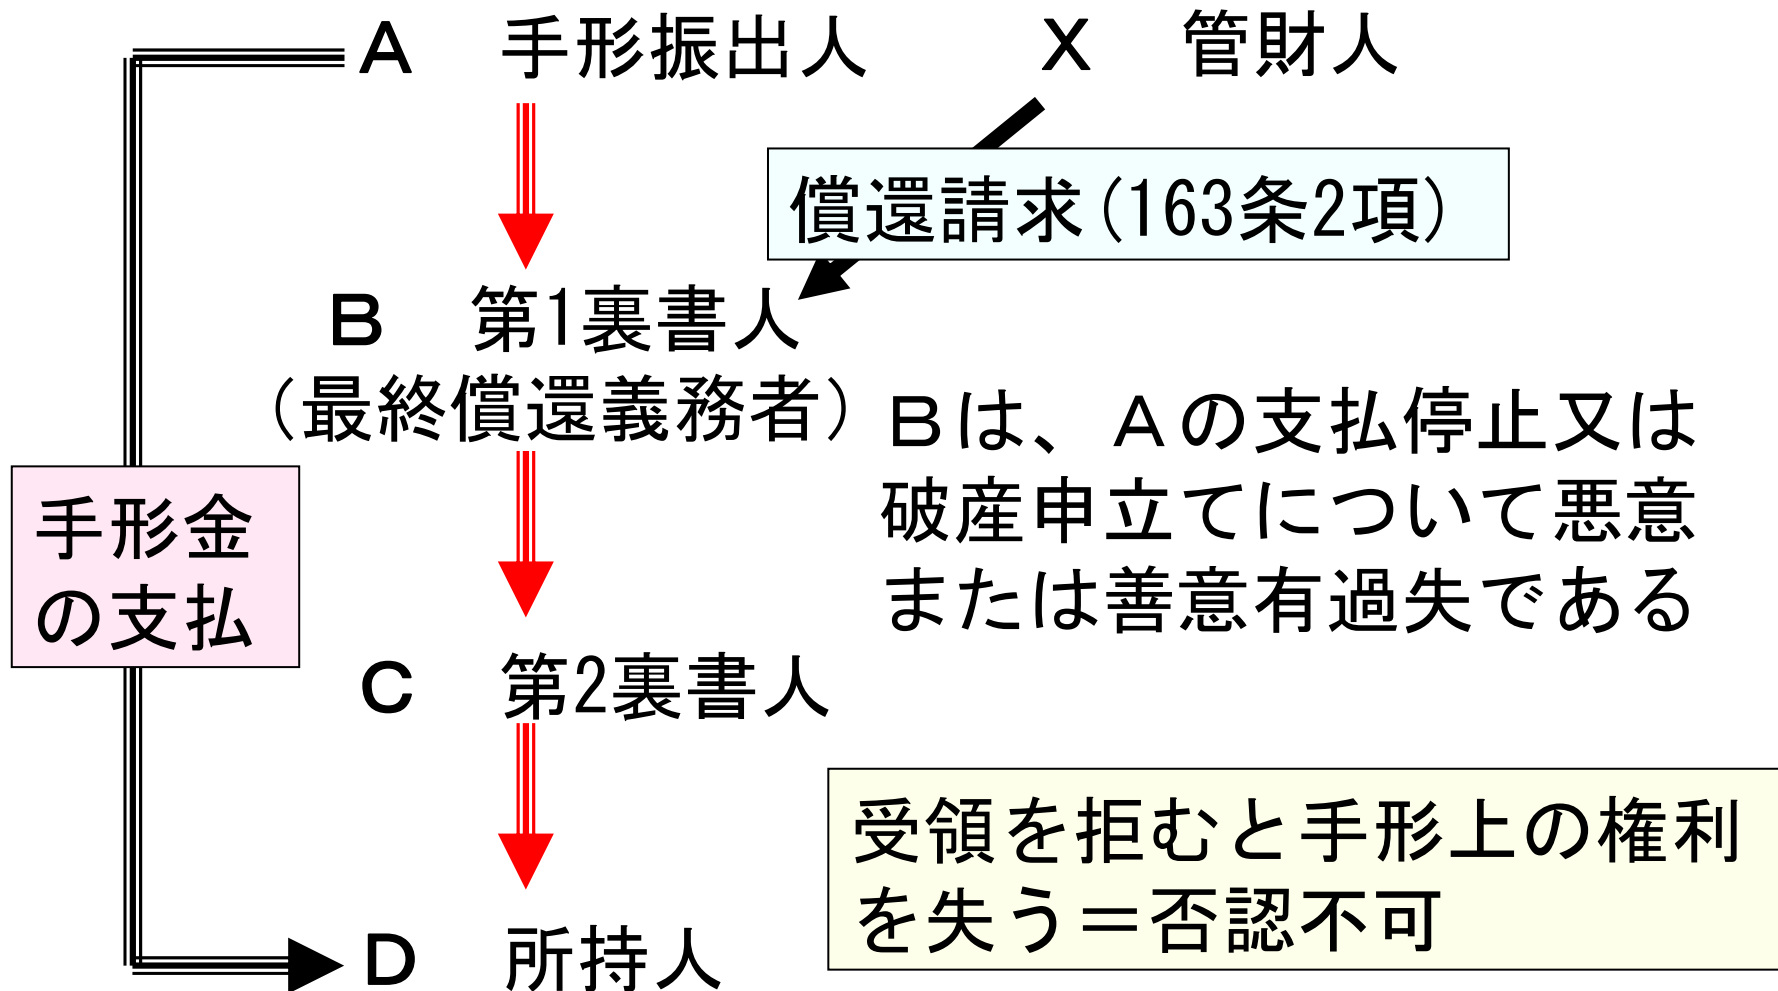 A 手形振出人
X 管財人
償還請求(163条2項)
B 第1裏書人
(最終償還義務者)
Bは、Aの支払停止又は
破産申立てについて悪意
または善意有過失である
手形金
の支払
C 第2裏書人
受領を拒むと手形上の権利
を失う=否認不可
D 所持人